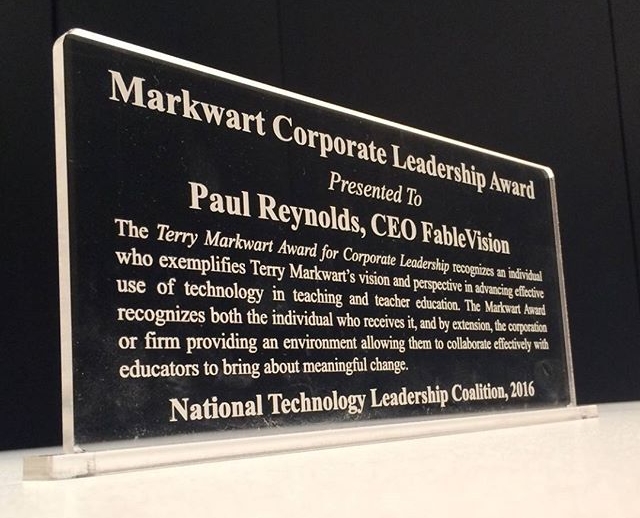 Markwart Corporate Leadership Award
Presented To
Paul Reynolds, CEO FableVision
The Terry Markwart Award for Corporate Leadership recognizes an individual
who exemplifies Terry Markwart's vision and perspective in advancing effective
use of technology in teaching and teacher education. The Markwart Award
recognizes both the individual who receives it, and by extension, the corporation
or firm providing an environment allowing them to collaborate effectively with
educators to bring about meaningful change.
National Technology Leadership Coalition, 2016